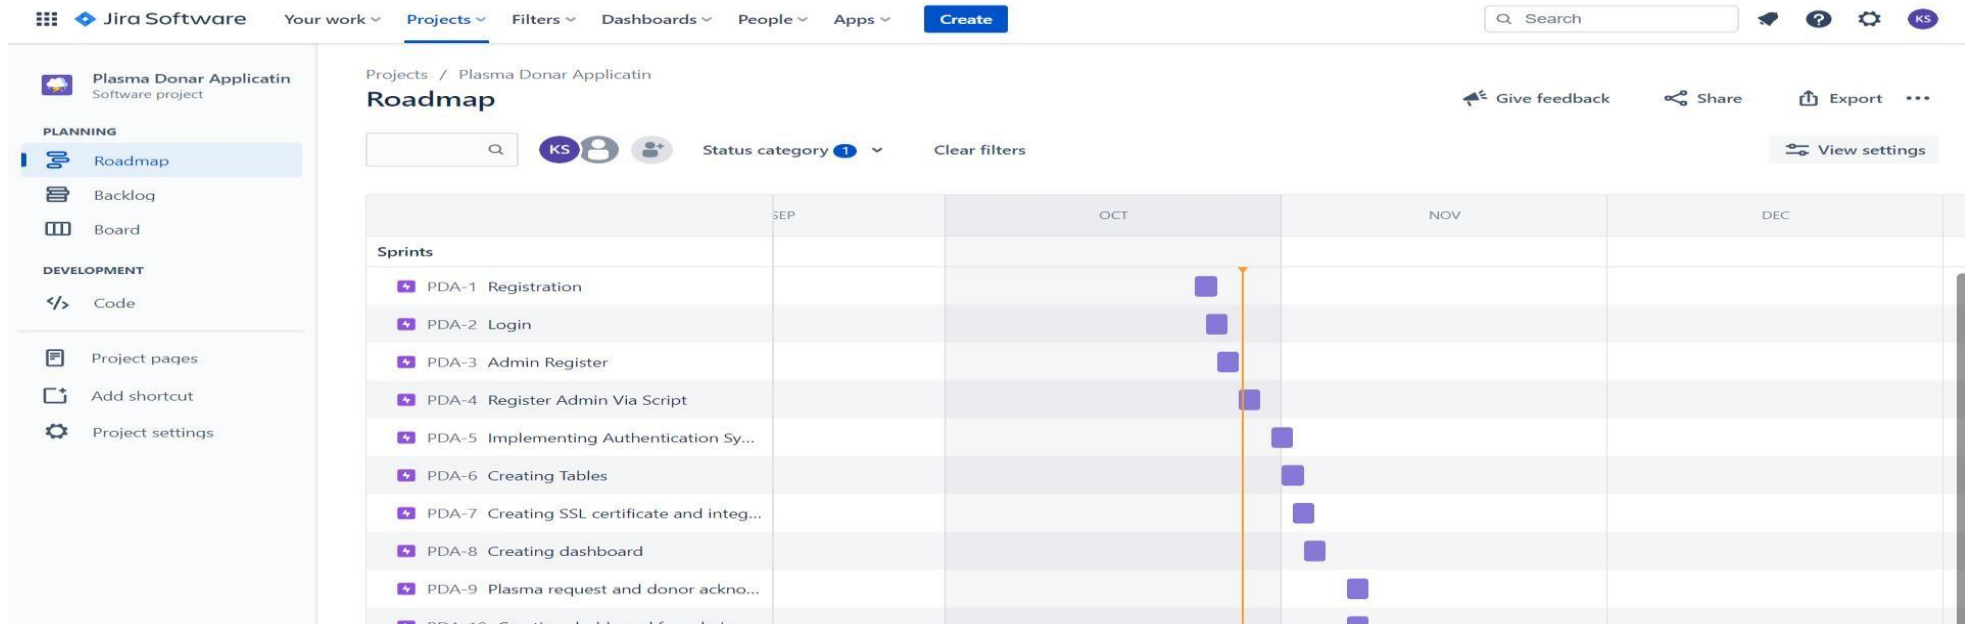 Jira Software Your work Projects Filters Dashboards People Apps Create Search KS
Plasma Donar Applicatin
Software project
PLANNING
Roadmap
Backlog
Board
DEVELOPMENT
Code
Project pages
Add shortcut
Project settings
Projects / Plasma Donar Applicatin
Roadmap
Give feedback Share Export
KS Status category 1 Clear filters View settings
SEP OCT NOV DEC
Sprints
PDA-1 Registration
PDA-2 Login
PDA-3 Admin Register
PDA-4 Register Admin Via Script
PDA-5 Implementing Authentication Sy...
PDA-6 Creating Tables
PDA-7 Creating SSL certificate and integ...
PDA-8 Creating dashboard
PDA-9 Plasma request and donor ackno...